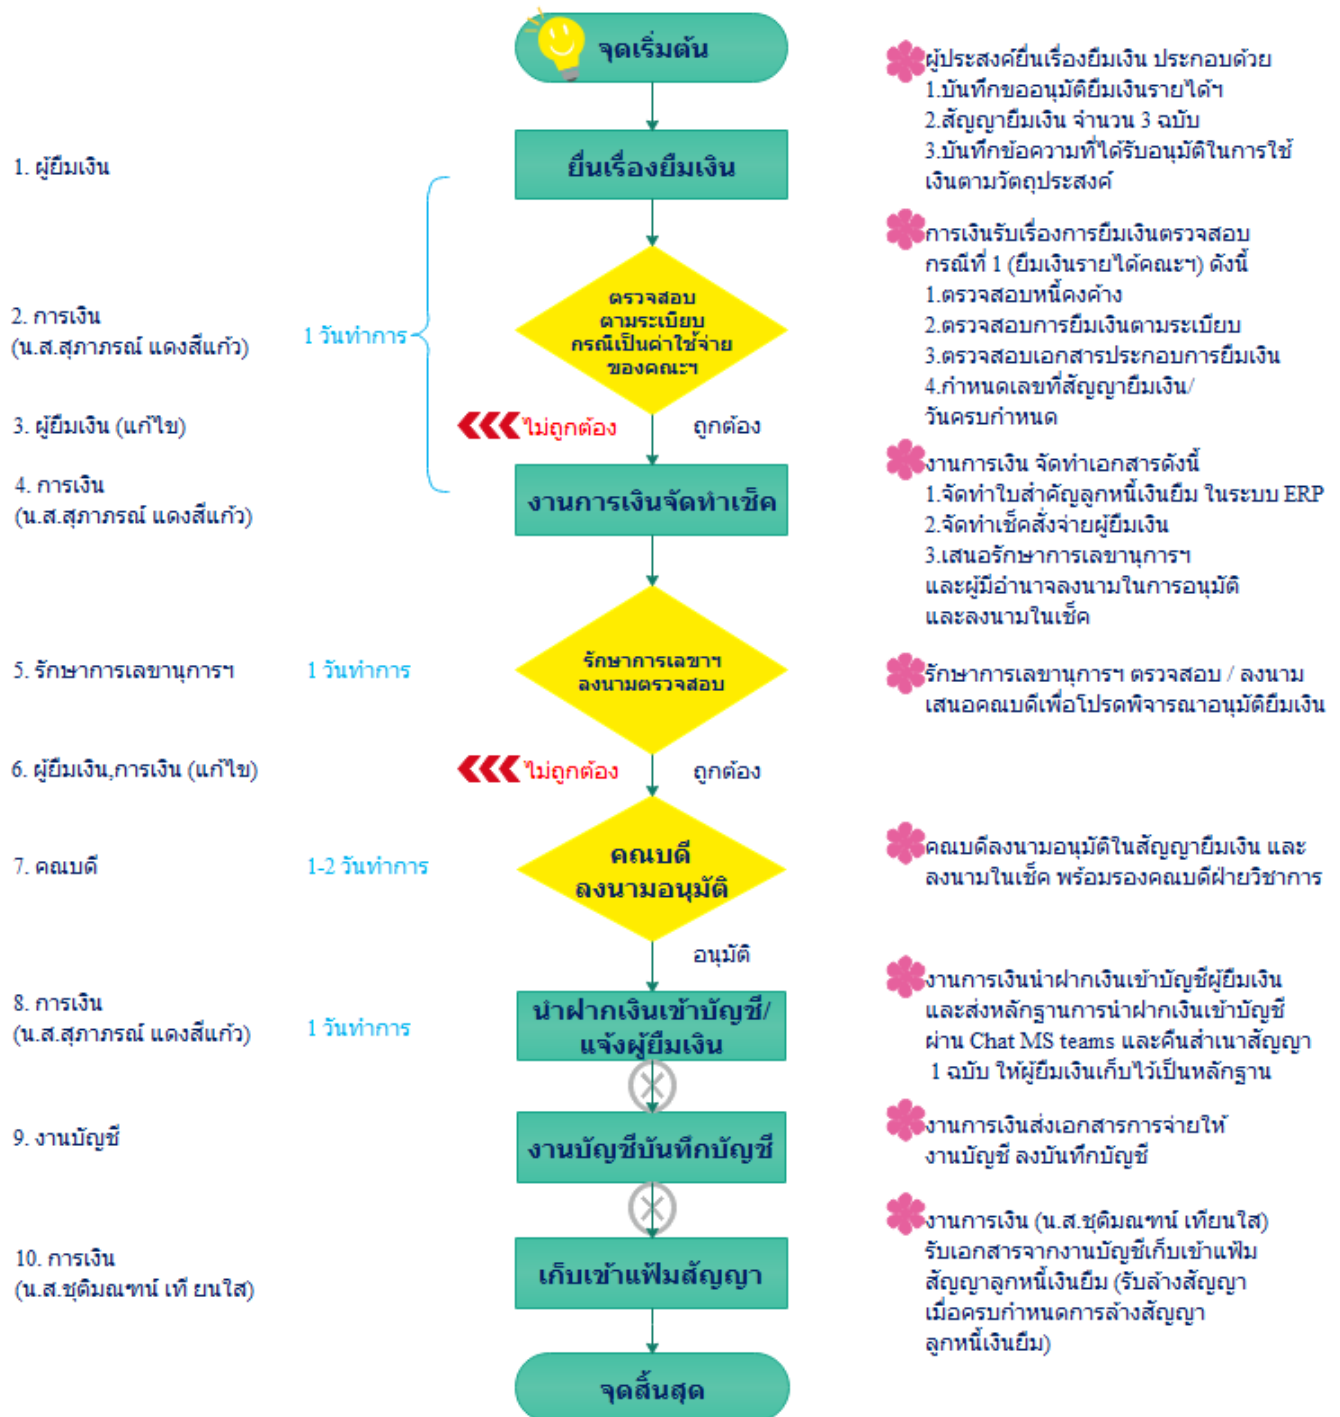 จุดเริ่มต้น
ผู้ประสงค์ยื่นเรื่องยืมเงิน ประกอบด้วย
1.บันทึกขออนุมัติยืมเงินรายได้ฯ
2.สัญญายืมเงิน จำนวน 3 ฉบับ
3.บันทึกข้อความที่ได้รับอนุมัติในการใช้
เงินตามวัตถุประสงค์
1. ผู้ยืมเงิน
ยื่นเรื่องยืมเงิน
การเงินรับเรื่องการยืมเงินตรวจสอบ
กรณีที่ 1 (ยืมเงินรายได้คณะฯ) ดังนี้
1.ตรวจสอบหนี้คงค้าง
2.ตรวจสอบการยืมเงินตามระเบียบ
3.ตรวจสอบเอกสารประกอบการยืมเงิน
4.กำหนดเลขที่สัญญายืมเงิน/
วันครบกำหนด
2. การเงิน
(น.ส.สุภาภรณ์ แดงสีแก้ว)
1 วันทำการ
ตรวจสอบ
ตามระเบียบ
กรณีเป็นค่าใช้จ่าย
ของคณะฯ
3. ผู้ยืมเงิน (แก้ไข)
ไม่ถูกต้อง
ถูกต้อง
4. การเงิน
(น.ส.สุภาภรณ์ แดงสีแก้ว)
งานการเงินจัดทำเช็ค
งานการเงิน จัดทำเอกสารดังนี้
1.จัดทำใบสำคัญลูกหนี้เงินยืม ในระบบ ERP
2.จัดทำเช็คสั่งจ่ายผู้ยืมเงิน
3.เสนอรักษาการเลขานุการฯ
และผู้มีอำนาจลงนามในการอนุมัติ
และลงนามในเช็ค
5. รักษาการเลขานุการฯ
1 วันทำการ
รักษาการเลขาฯ
ลงนามตรวจสอบ
รักษาการเลขานุการฯ ตรวจสอบ / ลงนาม
เสนอคณบดีเพื่อโปรดพิจารณาอนุมัติยืมเงิน
6. ผู้ยืมเงิน,การเงิน (แก้ไข)
ไม่ถูกต้อง
ถูกต้อง
7. คณบดี
1-2 วันทำการ
คณบดี
ลงนามอนุมัติ
คณบดีลงนามอนุมัติในสัญญายืมเงิน และ
ลงนามในเช็ค พร้อมรองคณบดีฝ่ายวิชาการ
อนุมัติ
8. การเงิน
(น.ส.สุภาภรณ์ แดงสีแก้ว)
1 วันทำการ
นำฝากเงินเข้าบัญชี/
แจ้งผู้ยืมเงิน
งานการเงินนำฝากเงินเข้าบัญชีผู้ยืมเงิน
และส่งหลักฐานการนำฝากเงินเข้าบัญชี
ผ่าน Chat MS teams และคืนสำเนาสัญญา
1 ฉบับ ให้ผู้ยืมเงินเก็บไว้เป็นหลักฐาน
9. งานบัญชี
งานบัญชีบันทึกบัญชี
งานการเงินส่งเอกสารการจ่ายให้
งานบัญชี ลงบันทึกบัญชี
10. การเงิน
(น.ส.ชุติมณฑน์ เที ยนใส)
เก็บเข้าแฟ้มสัญญา
งานการเงิน (น.ส.ชุติมณฑน์ เทียนใส)
รับเอกสารจากงานบัญชีเก็บเข้าแฟ้ม
สัญญาลูกหนี้เงินยืม (รับล้างสัญญา
เมื่อครบกำหนดการล้างสัญญา
ลูกหนี้เงินยืม)
จุดสิ้นสุด